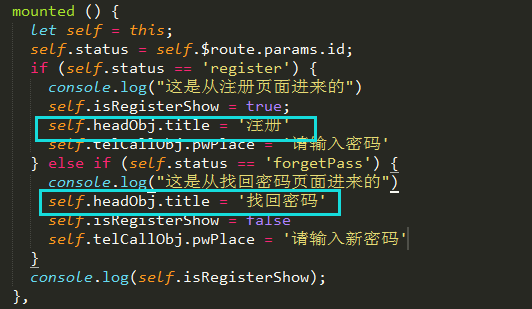 mounted () {
let self = this;
self.status = self.$route.params.id;
if (self.status == 'register') {
console.log("这是从注册页面进来的")
self.isRegisterShow = true;
self.headObj.title = '注册'
self.telCallObj.pwPlace = '请输入密码'
} else if (self.status == 'forgetPass') {
console.log("这是从找回密码页面进来的")
self.headObj.title = '找回密码'
self.isRegisterShow = false
self.telCallObj.pwPlace = '请输入新密码'
}
console.log(self.isRegisterShow);
},